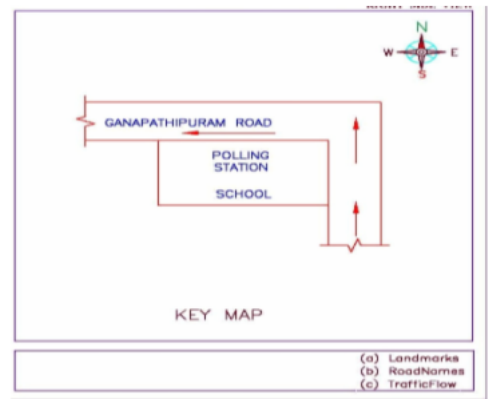 N
W E
S
GANAPATHIPURAM ROAD
POLLING
STATION
SCHOOL
KEY MAP
(a) Landmarks
(b) RoadNames
(c) TrafficFlow